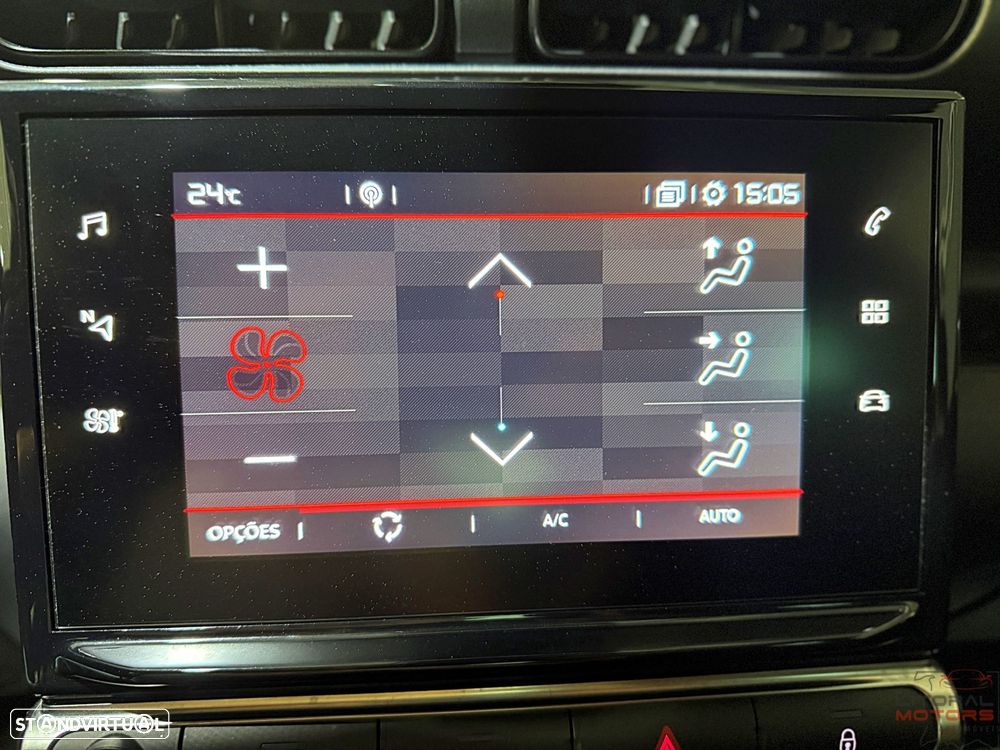 24°C
15:05
N
OPÇÕES
A/C
AUTO
STANDVIRTUAL
MOTORS